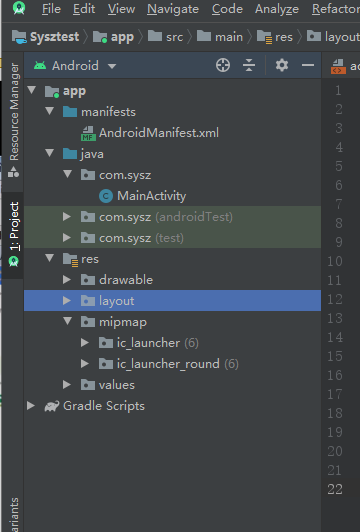 File Edit View Navigate Code Analyze Refactor
Sysztest app src main res layout
Android
app
manifests
AndroidManifest.xml
java
com.sysz
MainActivity
com.sysz (androidTest)
com.sysz (test)
res
drawable
layout
mipmap
ic_launcher (6)
ic_launcher_round (6)
values
Gradle Scripts
Resource Manager
1: Project
1
2
3
4
5
6
7
8
9
10
11
12
13
14
15
16
17
18
19
20
21
22